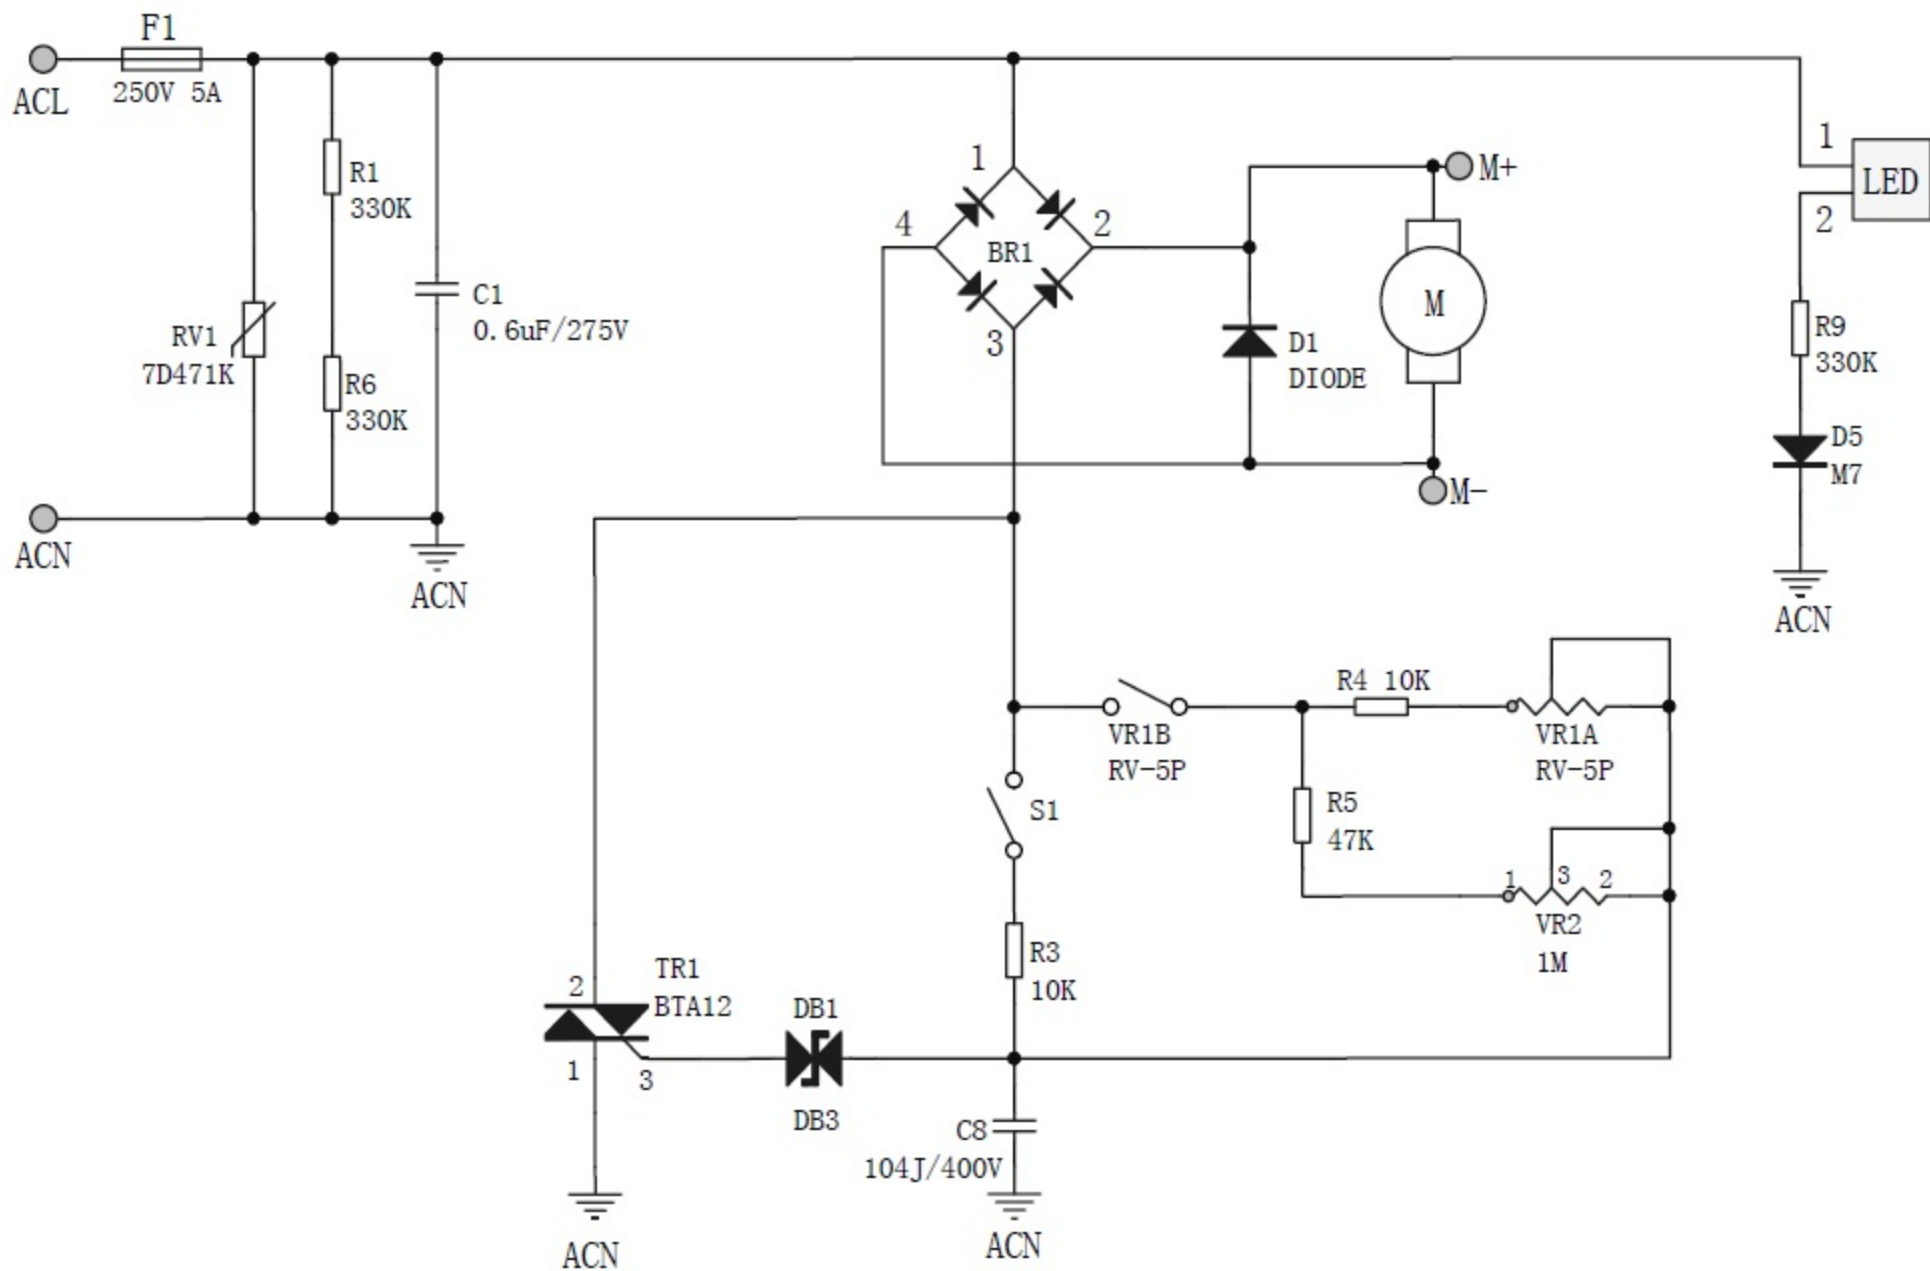 F1
250V 5A
ACL
R1
330K
C1
0.6uF/275V
RV1
7D471K
R6
330K
ACN
ACN
1
4
BR1
2
3
M+
M
D1
DIODE
M-
1
LED
2
R9
330K
D5
M7
ACN
VR1B
RV-5P
R4 10K
VR1A
RV-5P
S1
R5
47K
1
3
2
VR2
1M
R3
10K
2
TR1
BTA12
1
3
DB1
DB3
C8
104J/400V
ACN
ACN